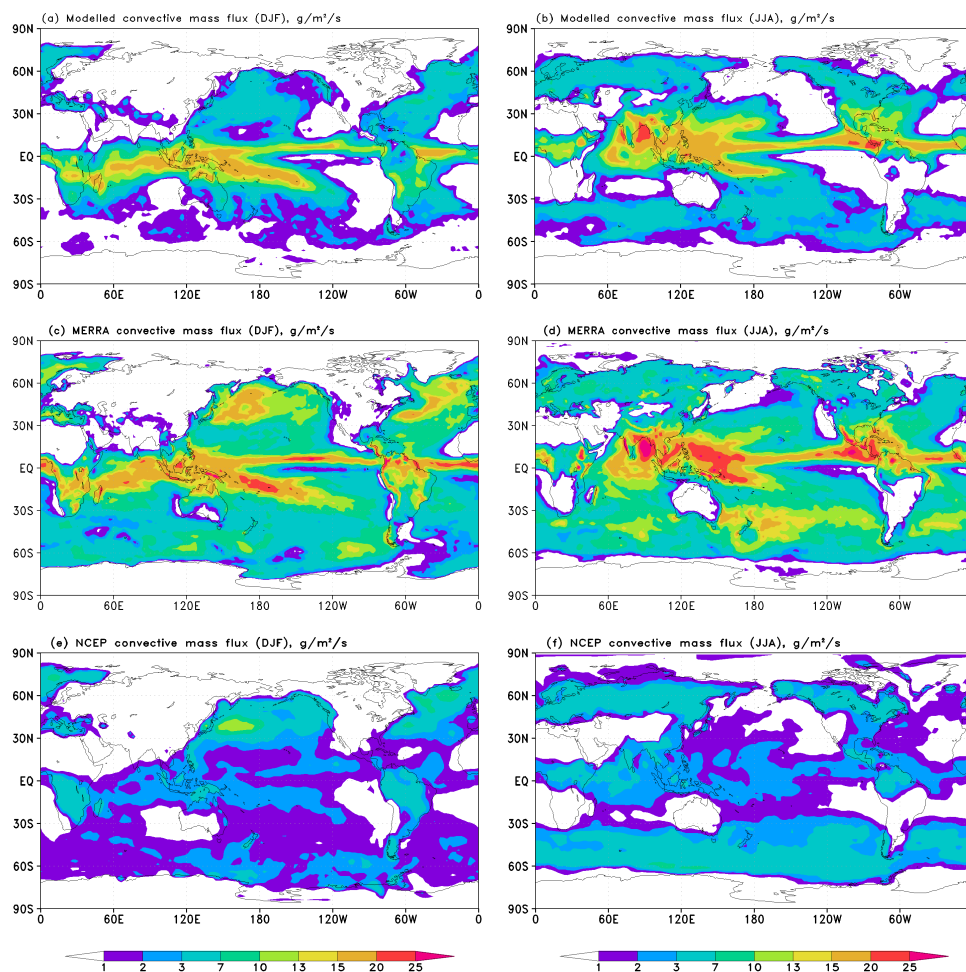 (a) Modelled convective mass flux (DJF), g/m²/s
90N
60N
30N
EQ
30S
60S
90S
0 60E 120E 180 120W 60W 0
(b) Modelled convective mass flux (JJA), g/m²/s
90N
60N
30N
EQ
30S
60S
90S
0 60E 120E 180 120W 60W
(c) MERRA convective mass flux (DJF), g/m²/s
90N
60N
30N
EQ
30S
60S
90S
0 60E 120E 180 120W 60W 0
(d) MERRA convective mass flux (JJA), g/m²/s
90N
60N
30N
EQ
30S
60S
90S
0 60E 120E 180 120W 60W
(e) NCEP convective mass flux (DJF), g/m²/s
90N
60N
30N
EQ
30S
60S
90S
0 60E 120E 180 120W 60W 0
(f) NCEP convective mass flux (JJA), g/m²/s
90N
60N
30N
EQ
30S
60S
90S
0 60E 120E 180 120W 60W
1 2 3 7 10 13 15 20 25
1 2 3 7 10 13 15 20 25